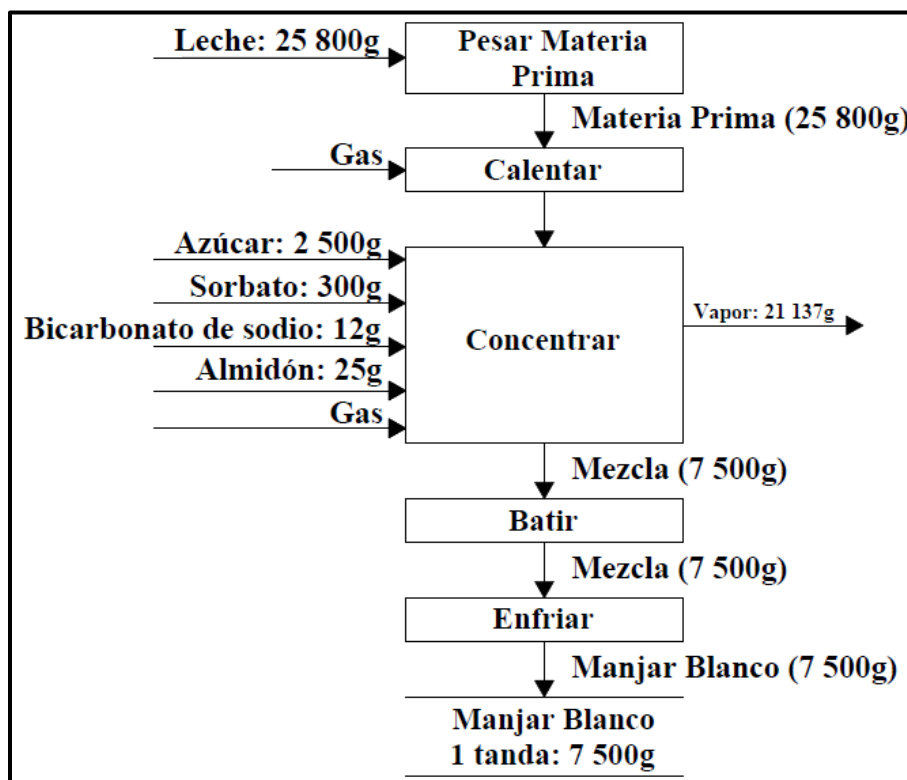 Leche: 25 800g
Pesar Materia
Prima
Materia Prima (25 800g)
Gas
Calentar
Azúcar: 2 500g
Sorbato: 300g
Bicarbonato de sodio: 12g
Almidón: 25g
Gas
Concentrar
Vapor: 21 137g
Mezcla (7 500g)
Batir
Mezcla (7 500g)
Enfriar
Manjar Blanco (7 500g)
Manjar Blanco
1 tanda: 7 500g